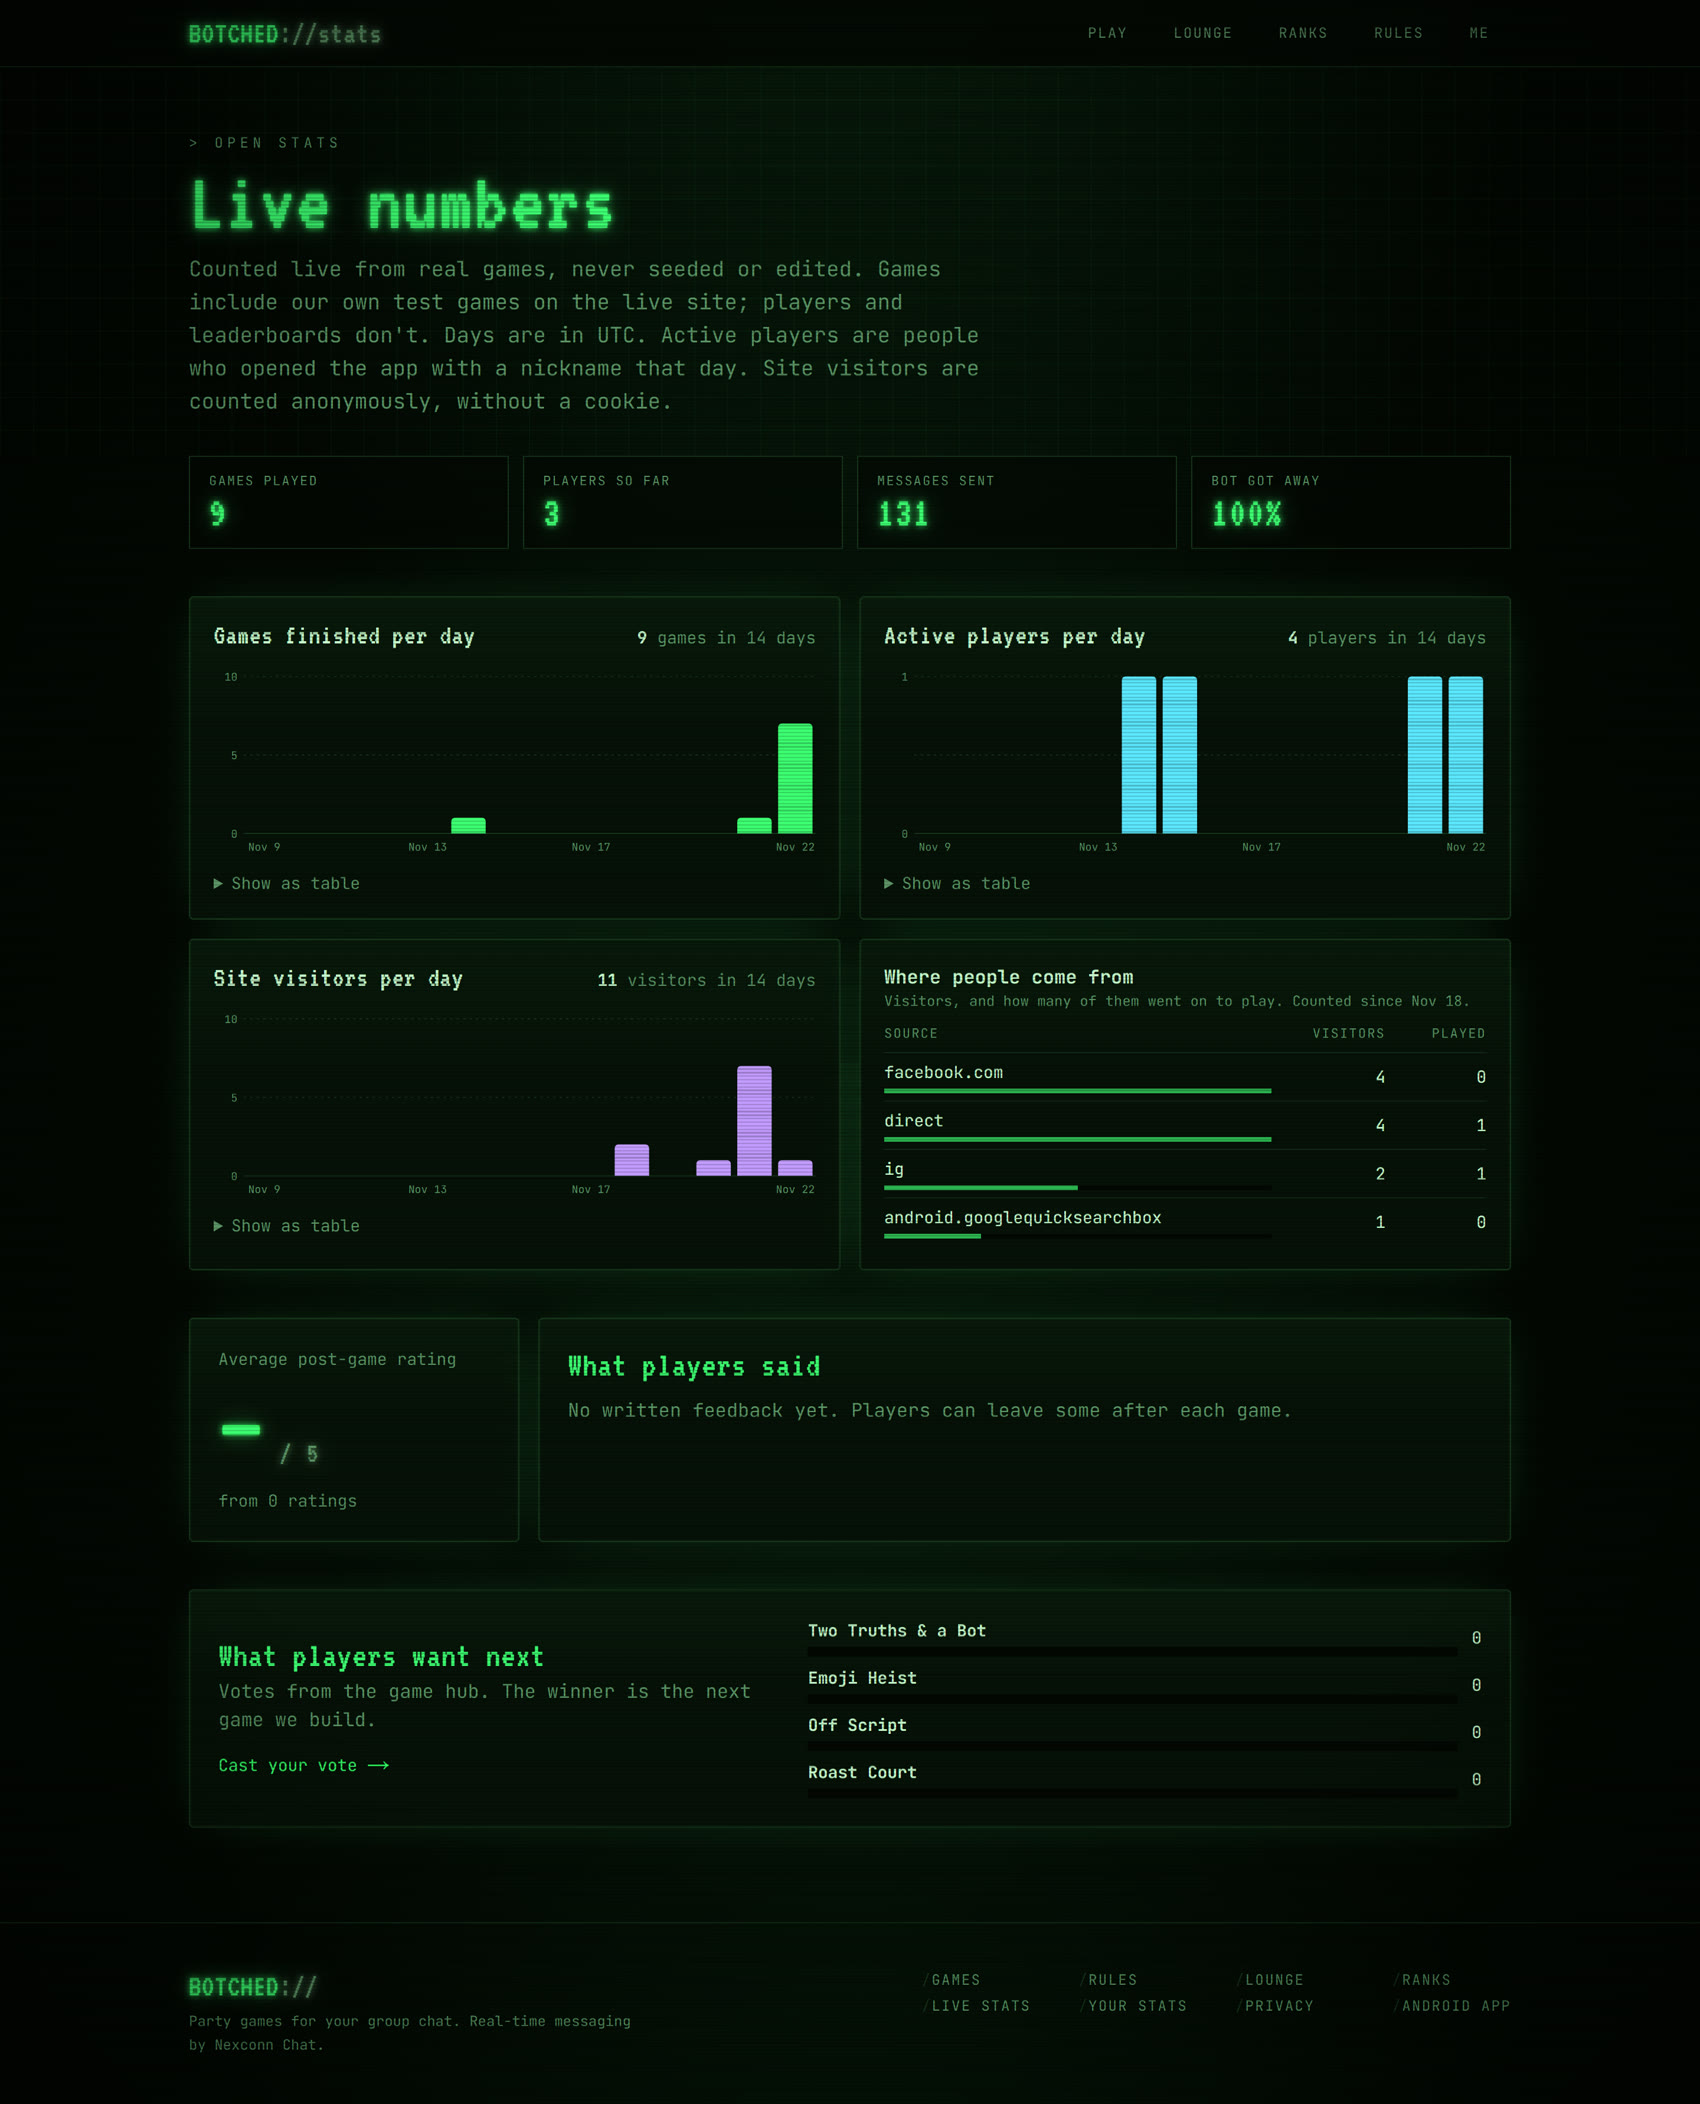 BOTCHED://stats
PLAY LOUNGE RANKS RULES ME
> OPEN STATS
Live numbers
Counted live from real games, never seeded or edited. Games
include our own test games on the live site; players and
leaderboards don't. Days are in UTC. Active players are people
who opened the app with a nickname that day. Site visitors are
counted anonymously, without a cookie.
GAMES PLAYED
9
PLAYERS SO FAR
3
MESSAGES SENT
131
BOT GOT AWAY
100%
Games finished per day
9 games in 14 days
10
5
0
Nov 9 Nov 13 Nov 17 Nov 22
▶ Show as table
Active players per day
4 players in 14 days
1
0
Nov 9 Nov 13 Nov 17 Nov 22
▶ Show as table
Site visitors per day
11 visitors in 14 days
10
5
0
Nov 9 Nov 13 Nov 17 Nov 22
▶ Show as table
Where people come from
Visitors, and how many of them went on to play. Counted since Nov 18.
SOURCE VISITORS PLAYED
facebook.com 4 0
direct 4 1
ig 2 1
android.googlequicksearchbox 1 0
Average post-game rating
– / 5
from 0 ratings
What players said
No written feedback yet. Players can leave some after each game.
What players want next
Votes from the game hub. The winner is the next
game we build.
Cast your vote →
Two Truths & a Bot 0
Emoji Heist 0
Off Script 0
Roast Court 0
BOTCHED://
Party games for your group chat. Real-time messaging
by Nexconn Chat.
/GAMES /RULES /LOUNGE /RANKS
/LIVE STATS /YOUR STATS /PRIVACY /ANDROID APP